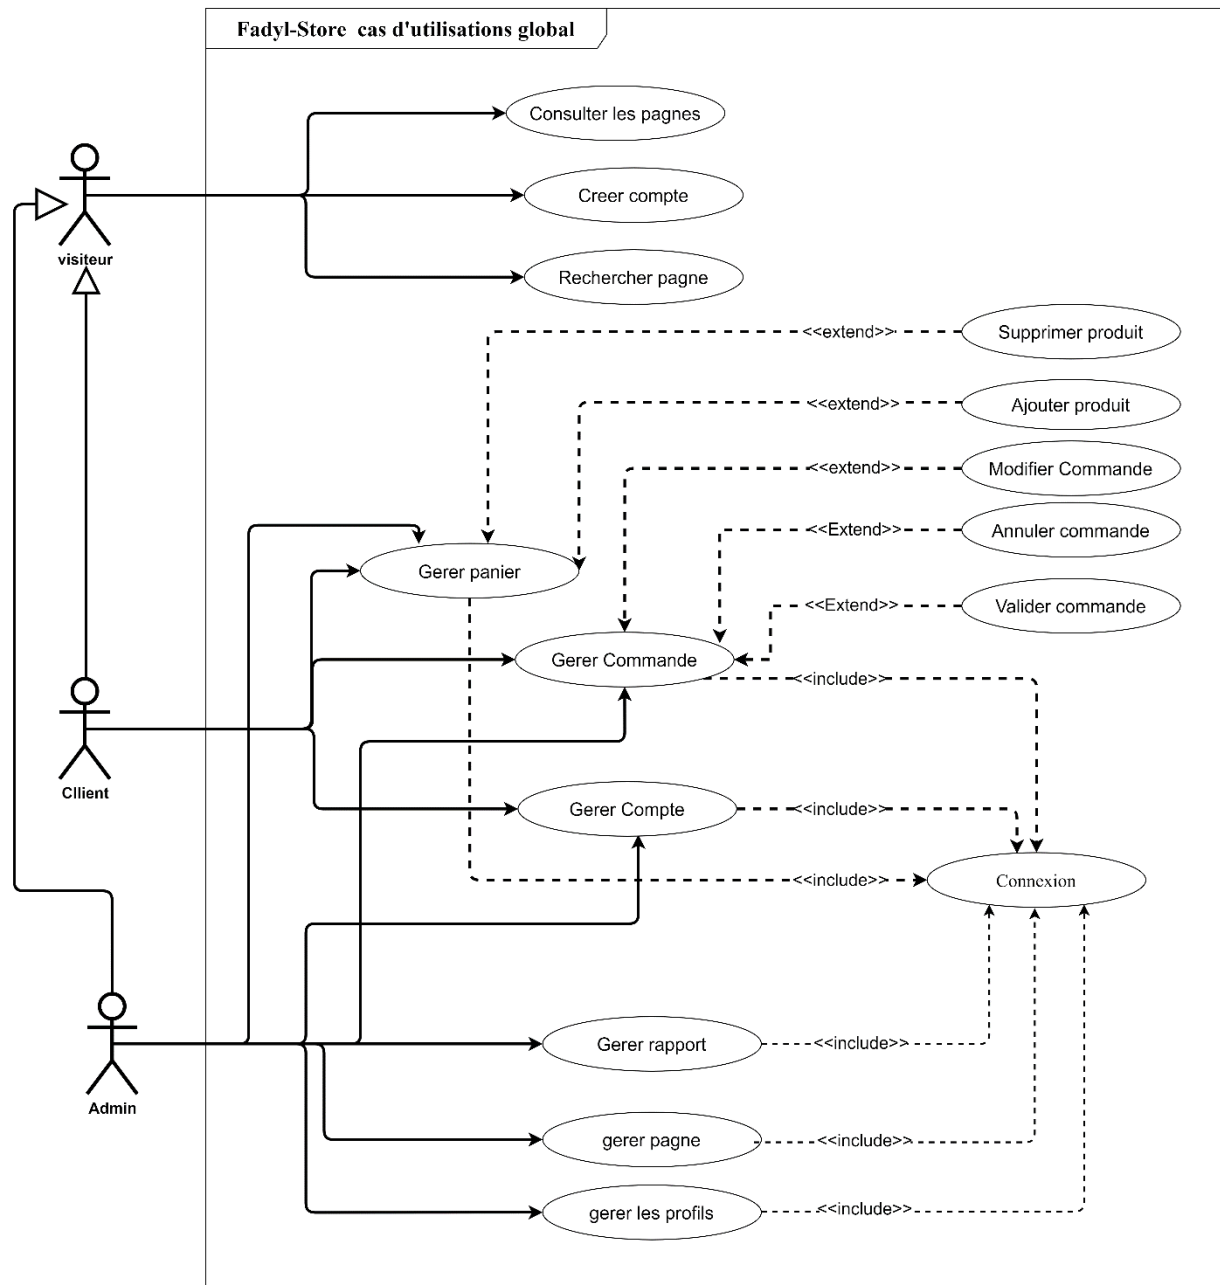 Fadyl-Store cas d'utilisations global
Consulter les pagnes
Creer compte
visiteur
Rechercher pagne
<<extend>>
Supprimer produit
<<extend>>
Ajouter produit
<<extend>>
Modifier Commande
<<Extend>>
Annuler commande
Gerer panier
<<Extend>>
Valider commande
Gerer Commande
<<include>>
Cllient
Gerer Compte
<<include>>
<<include>>
Connexion
Gerer rapport
<<include>>
Admin
gerer pagne
<<include>>
gerer les profils
<<include>>